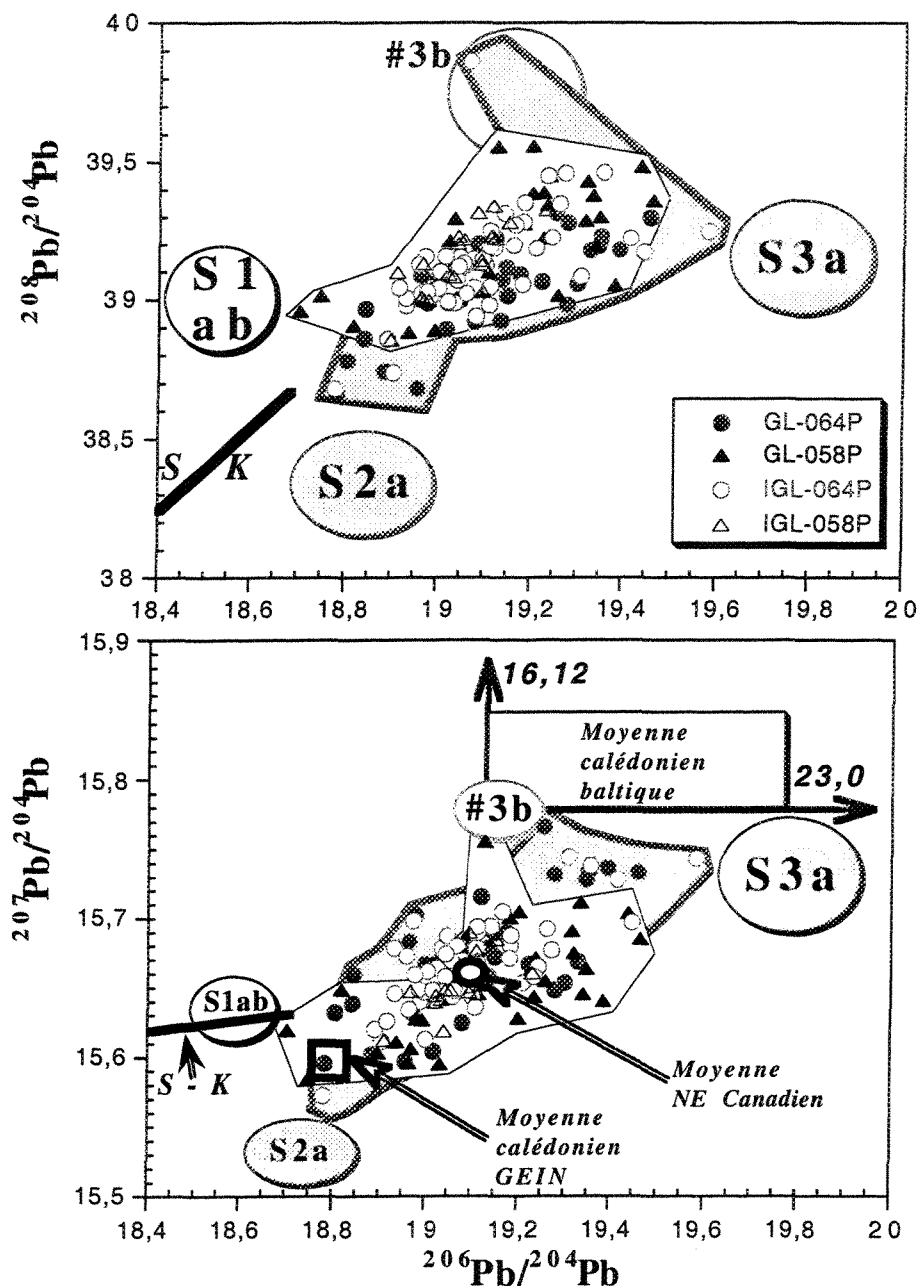 40
39,5
39
38,5
38
208Pb/204Pb
#3b
S3a
S1
ab
S2a
S K
GL-064P
GL-058P
IGL-064P
IGL-058P
18,4 18,6 18,8 19 19,2 19,4 19,6 19,8 20
15,9
15,8
15,7
15,6
15,5
207Pb/204Pb
16,12
Moyenne
calédonien
baltique
23,0
#3b
S3a
S1ab
S - K
S2a
Moyenne
calédonien
GEIN
Moyenne
NE Canadien
18,4 18,6 18,8 19 19,2 19,4 19,6 19,8 20
206Pb/204Pb